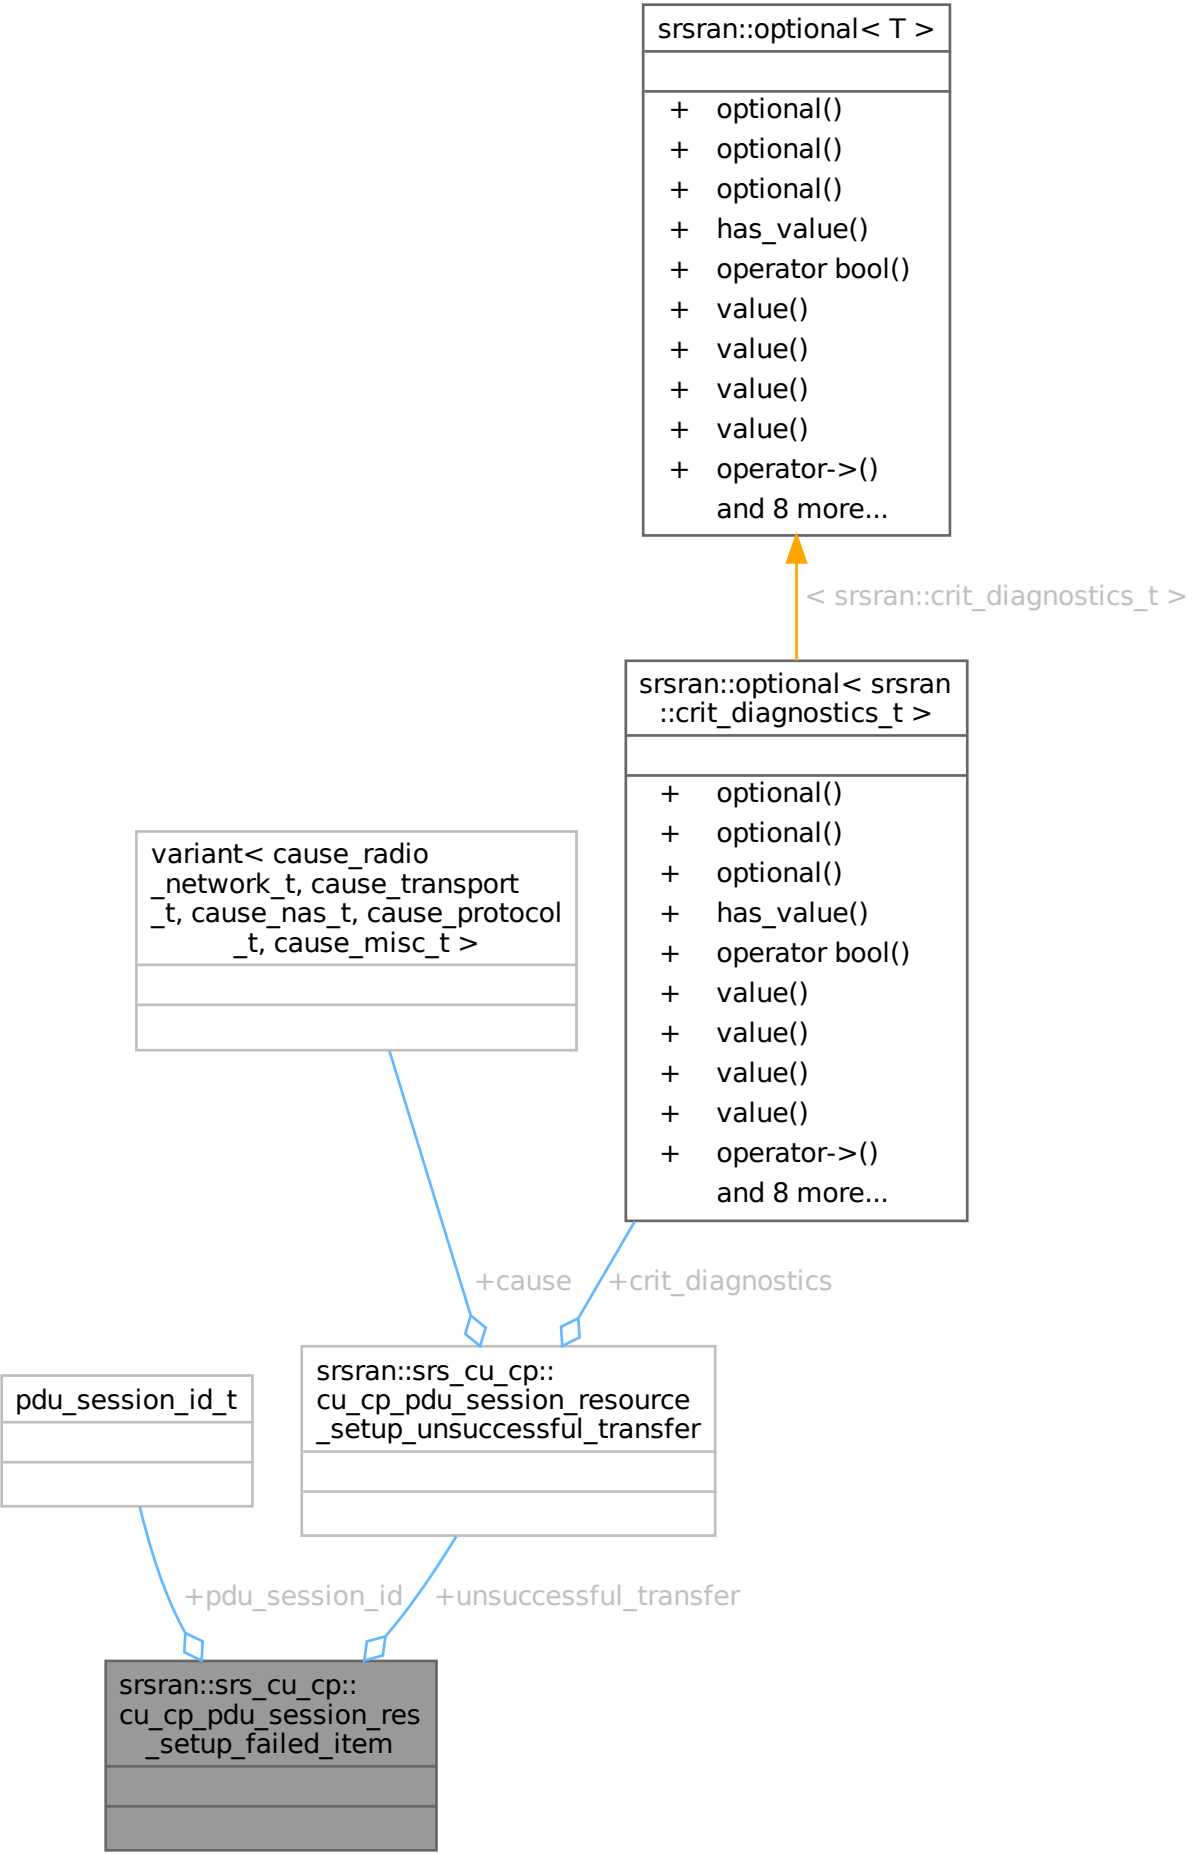 srsran::optional< T >
+ optional()
+ optional()
+ optional()
+ has_value()
+ operator bool()
+ value()
+ value()
+ value()
+ value()
+ operator->()
and 8 more...
< srsran::crit_diagnostics_t >
srsran::optional< srsran
::crit_diagnostics_t >
+ optional()
+ optional()
+ optional()
+ has_value()
+ operator bool()
+ value()
+ value()
+ value()
+ value()
+ operator->()
and 8 more...
variant< cause_radio
_network_t, cause_transport
_t, cause_nas_t, cause_protocol
_t, cause_misc_t >
+cause
+crit_diagnostics
srsran::srs_cu_cp::
cu_cp_pdu_session_resource
_setup_unsuccessful_transfer
pdu_session_id_t
+pdu_session_id
+unsuccessful_transfer
srsran::srs_cu_cp::
cu_cp_pdu_session_res
_setup_failed_item